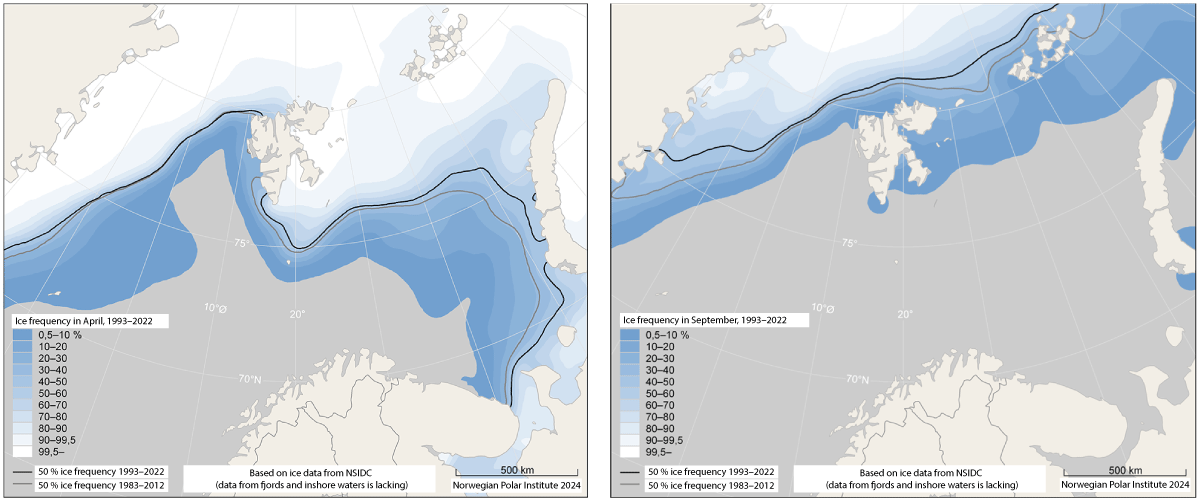 75°
10°Ø
20°
70°N
Ice frequency in April, 1993–2022
0,5–10 %
10–20
20–30
30–40
40–50
50–60
60–70
70–80
80–90
90–99,5
99,5–
50 % ice frequency 1993–2022
50 % ice frequency 1983–2012
Based on ice data from NSIDC
(data from fjords and inshore waters is lacking)
500 km
Norwegian Polar Institute 2024
75°
10°Ø
20°
70°N
Ice frequency in September, 1993–2022
0,5–10 %
10–20
20–30
30–40
40–50
50–60
60–70
70–80
80–90
90–99,5
99,5–
50 % ice frequency 1993–2022
50 % ice frequency 1983–2012
Based on ice data from NSIDC
(data from fjords and inshore waters is lacking)
500 km
Norwegian Polar Institute 2024